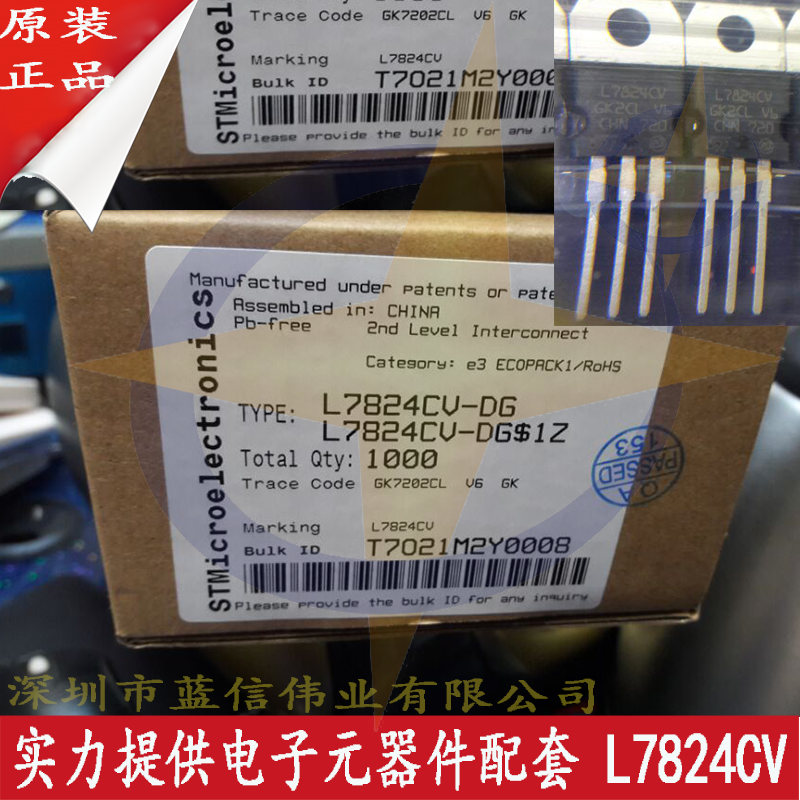 原装
正品
STMicroel
Trace Code GK7202CL V6 GK
Marking L7824CV
Bulk ID T7021M2Y000
Please provide the bulk ID for any inquiry
L7824CV
GK2CL V6
CHN 720
L7824CV
GK2CL V6
CHN 720
STMicroelectronics
Manufactured under patents or pate
Assembled in: CHINA
Pb-free 2nd Level Interconnect
Category: e3 ECOPACK1/RoHS
TYPE: L7824CV-DG
L7824CV-DG$1Z
Total Qty: 1000
Trace Code GK7202CL V6 GK
QA
PASSED
153
Marking L7824CV
Bulk ID T7021M2Y0008
Please provide the bulk ID for any inquiry
深圳市蓝信伟业有限公司
实力提供电子元器件配套 L7824CV